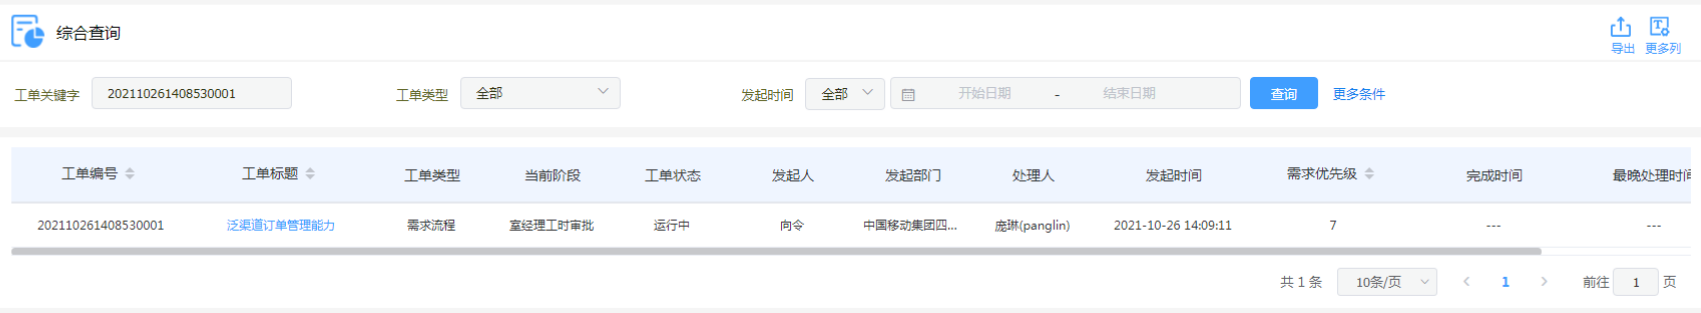 综合查询
导出 更多列
工单关键字 202110261408530001 工单类型 全部 发起时间 全部 开始日期 - 结束日期 查询 更多条件
工单编号 工单标题 工单类型 当前阶段 工单状态 发起人 发起部门 处理人 发起时间 需求优先级 完成时间 最晚处理时间
202110261408530001 泛渠道订单管理能力 需求流程 室经理工时审批 运行中 向令 中国移动集团四... 庞琳(panglin) 2021-10-26 14:09:11 7 --- ---
共 1 条 10条/页 < 1 > 前往 1 页